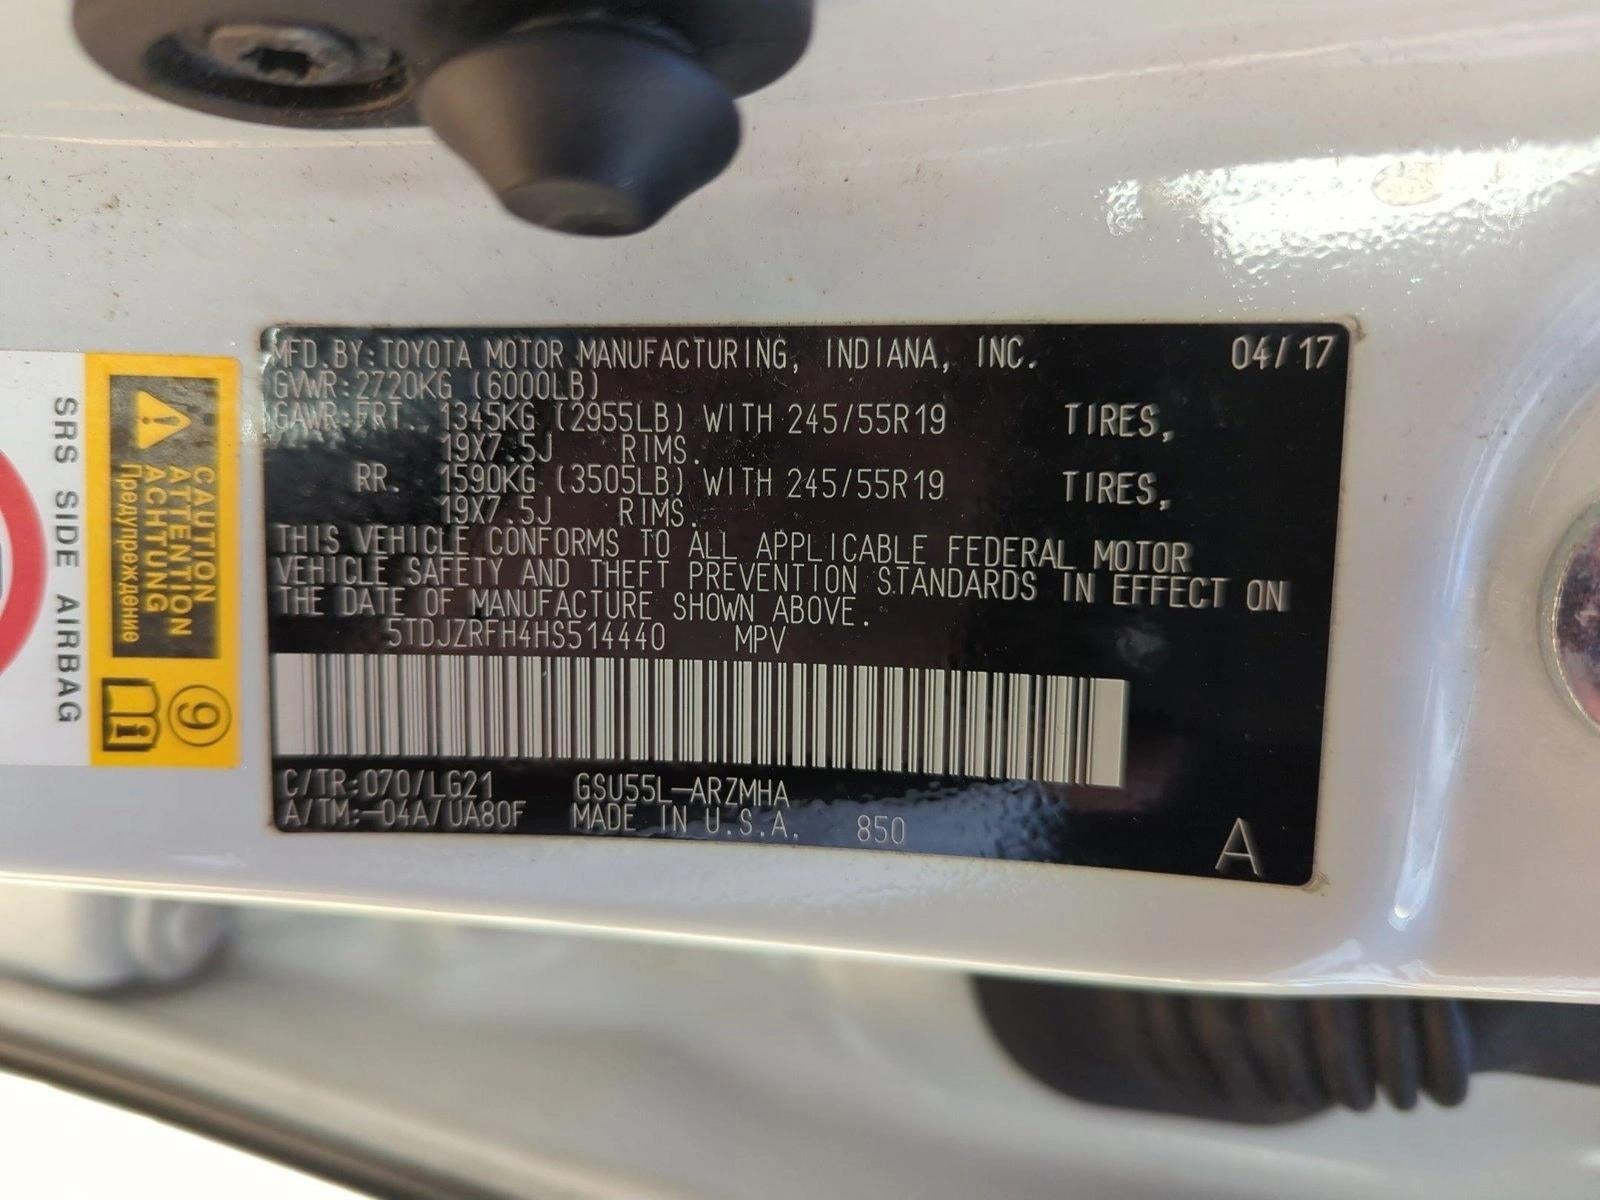 MFD. BY: TOYOTA MOTOR MANUFACTURING, INDIANA, INC. 04/17
GVWR: 2720KG (6000LB)
GAWR: FRT. 1345KG (2955LB) WITH 245/55R19 TIRES,
19X7.5J RIMS.
RR. 1590KG (3505LB) WITH 245/55R19 TIRES,
19X7.5J RIMS.
THIS VEHICLE CONFORMS TO ALL APPLICABLE FEDERAL MOTOR
VEHICLE SAFETY AND THEFT PREVENTION STANDARDS IN EFFECT ON
THE DATE OF MANUFACTURE SHOWN ABOVE.
5TDJZRFH4HS514440 MPV
C/TR: 070/LG21 GSU55L-ARZMHA
A/TM: -04A/UA80F MADE IN U.S.A. 850
A
CAUTION
ATTENTION
ACHTUNG
Предупреждение
9
SRS SIDE AIRBAG